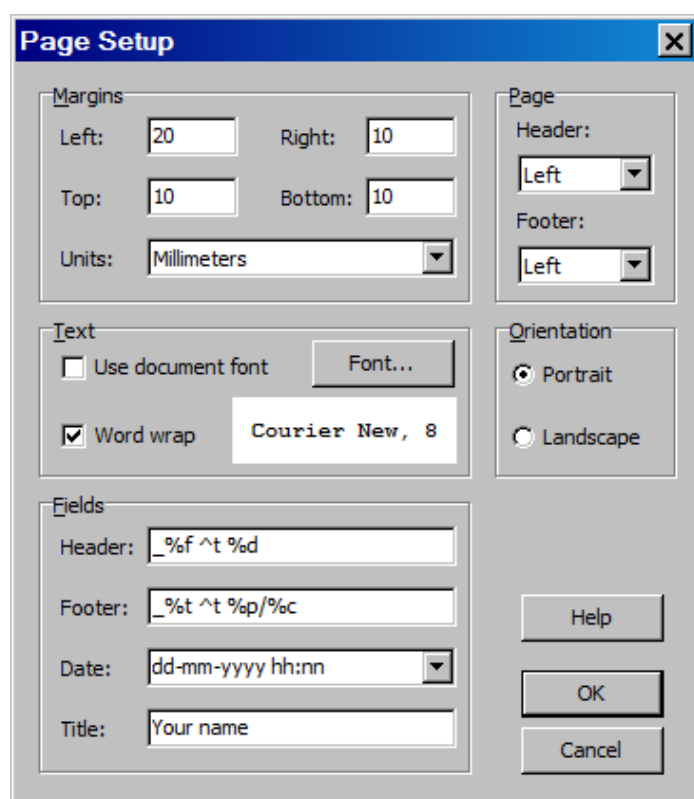 Page Setup
Margins
Left: 20 Right: 10
Top: 10 Bottom: 10
Units: Millimeters
Page
Header:
Left
Footer:
Left
Text
Use document font Font...
Word wrap Courier New, 8
Orientation
Portrait
Landscape
Fields
Header: _%f ^t %d
Footer: _%t ^t %p/%c
Date: dd-mm-yyyy hh:nn
Title: Your name
Help
OK
Cancel